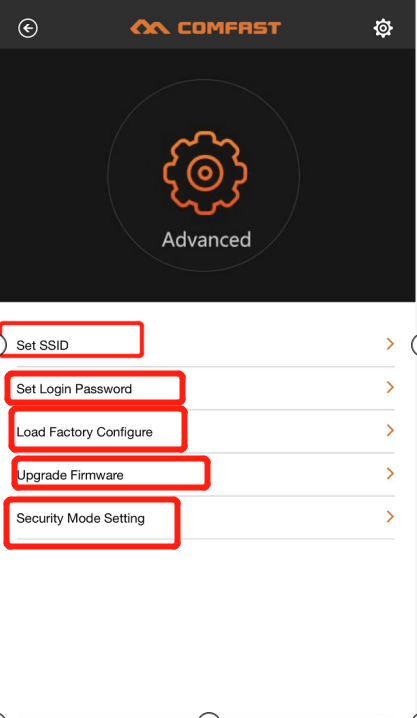 COMFAST
Advanced
Set SSID
Set Login Password
Load Factory Configure
Upgrade Firmware
Security Mode Setting